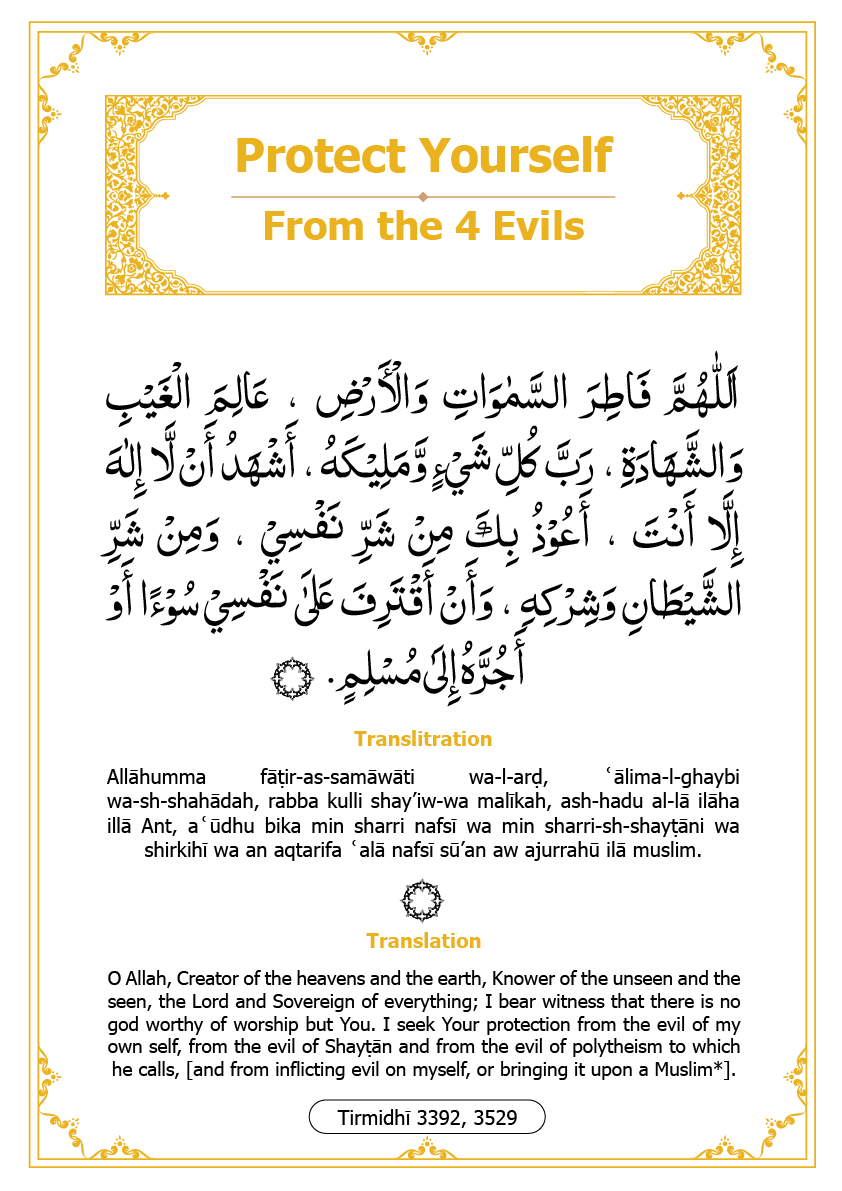 Protect Yourself
From the 4 Evils
اَللّٰهُمَّ فَاطِرَ السَّمٰوَاتِ وَالْأَرْضِ ، عَالِمَ الْغَيْبِ
وَالشَّهَادَةِ ، رَبَّ كُلِّ شَيْءٍ وَّمَلِيْكَهُ ، أَشْهَدُ أَنْ لَّا إِلٰهَ
إِلَّا أَنْتَ ، أَعُوْذُ بِكَ مِنْ شَرِّ نَفْسِيْ ، وَمِنْ شَرِّ
الشَّيْطَانِ وَشِرْكِهِ ، وَأَنْ أَقْتَرِفَ عَلَىٰ نَفْسِيْ سُوْءًا أَوْ
أَجُرَّهُ إِلَىٰ مُسْلِمٍ.
Translitration
Allāhumma fāṭir-as-samāwāti wa-l-arḍ, ʿālima-l-ghaybi
wa-sh-shahādah, rabba kulli shay’iw-wa malīkah, ash-hadu al-lā ilāha
illā Ant, aʿūdhu bika min sharri nafsī wa min sharri-sh-shayṭāni wa
shirkihī wa an aqtarifa ʿalā nafsī sū’an aw ajurrahū ilā muslim.
Translation
O Allah, Creator of the heavens and the earth, Knower of the unseen and the
seen, the Lord and Sovereign of everything; I bear witness that there is no
god worthy of worship but You. I seek Your protection from the evil of my
own self, from the evil of Shayṭān and from the evil of polytheism to which
he calls, [and from inflicting evil on myself, or bringing it upon a Muslim*].
Tirmidhī 3392, 3529